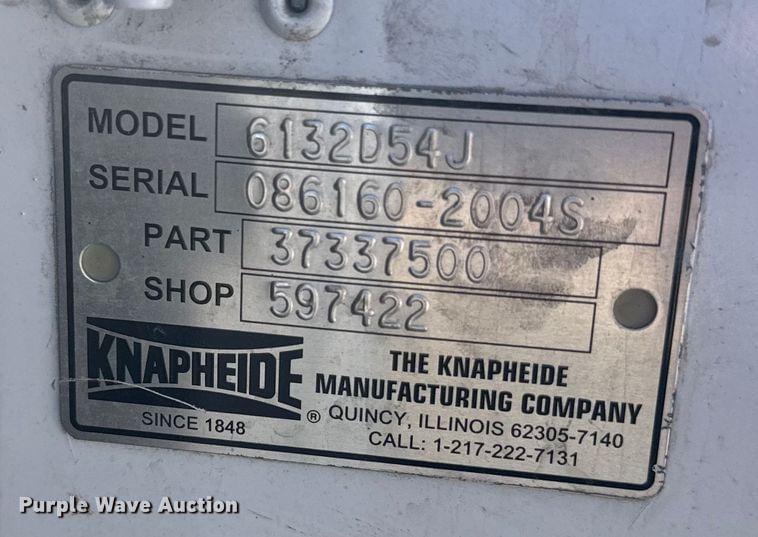 MODEL 6132D54J
SERIAL 086160-2004S
PART 37337500
SHOP 597422
KNAPHEIDE
SINCE 1848
®
THE KNAPHEIDE
MANUFACTURING COMPANY
QUINCY, ILLINOIS 62305-7140
CALL: 1-217-222-7131
Purple Wave Auction